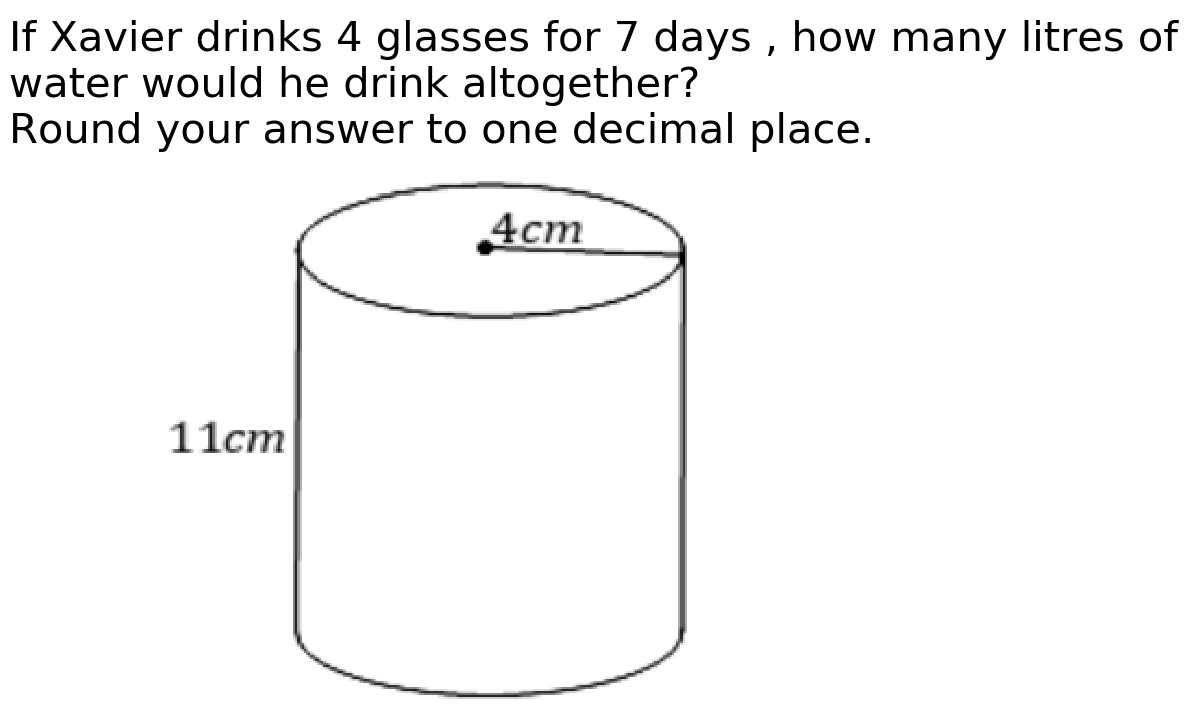 If Xavier drinks 4 glasses for 7 days , how many litres of
water would he drink altogether?
Round your answer to one decimal place.
4cm
11cm